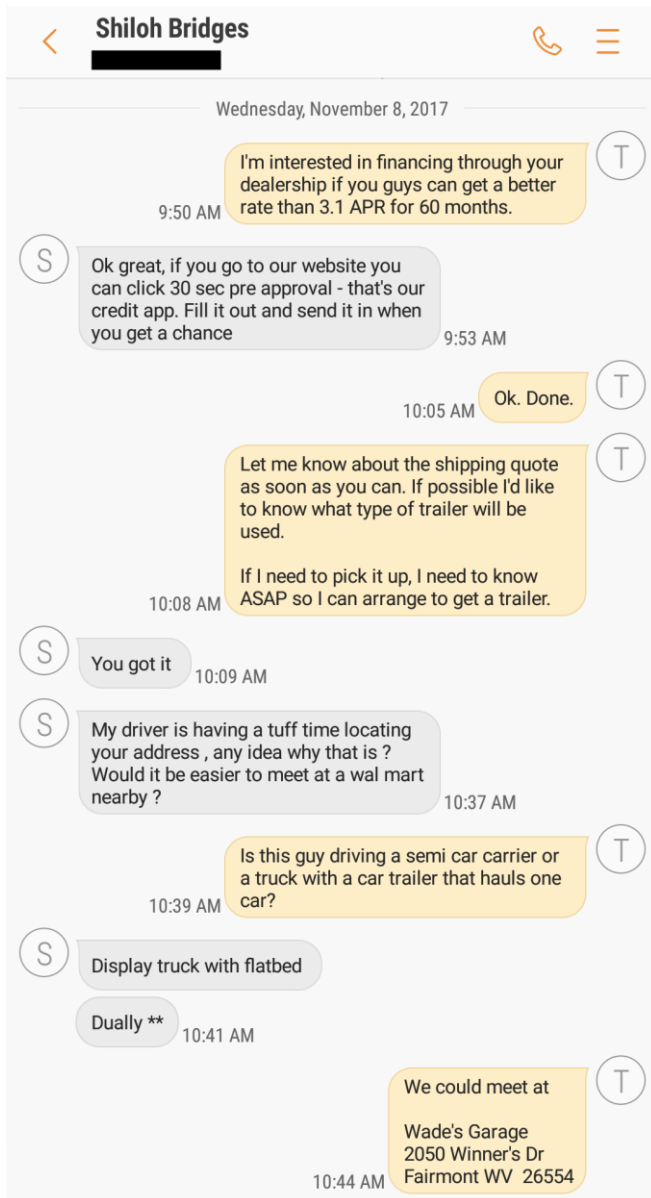 Shiloh Bridges
Wednesday, November 8, 2017
T
I'm interested in financing through your
dealership if you guys can get a better
rate than 3.1 APR for 60 months.
9:50 AM
S
Ok great, if you go to our website you
can click 30 sec pre approval - that's our
credit app. Fill it out and send it in when
you get a chance
9:53 AM
T
Ok. Done.
10:05 AM
T
Let me know about the shipping quote
as soon as you can. If possible I'd like
to know what type of trailer will be
used.
If I need to pick it up, I need to know
ASAP so I can arrange to get a trailer.
10:08 AM
S
You got it
10:09 AM
S
My driver is having a tuff time locating
your address , any idea why that is ?
Would it be easier to meet at a wal mart
nearby ?
10:37 AM
T
Is this guy driving a semi car carrier or
a truck with a car trailer that hauls one
car?
10:39 AM
S
Display truck with flatbed
Dually **
10:41 AM
T
We could meet at
Wade's Garage
2050 Winner's Dr
Fairmont WV 26554
10:44 AM